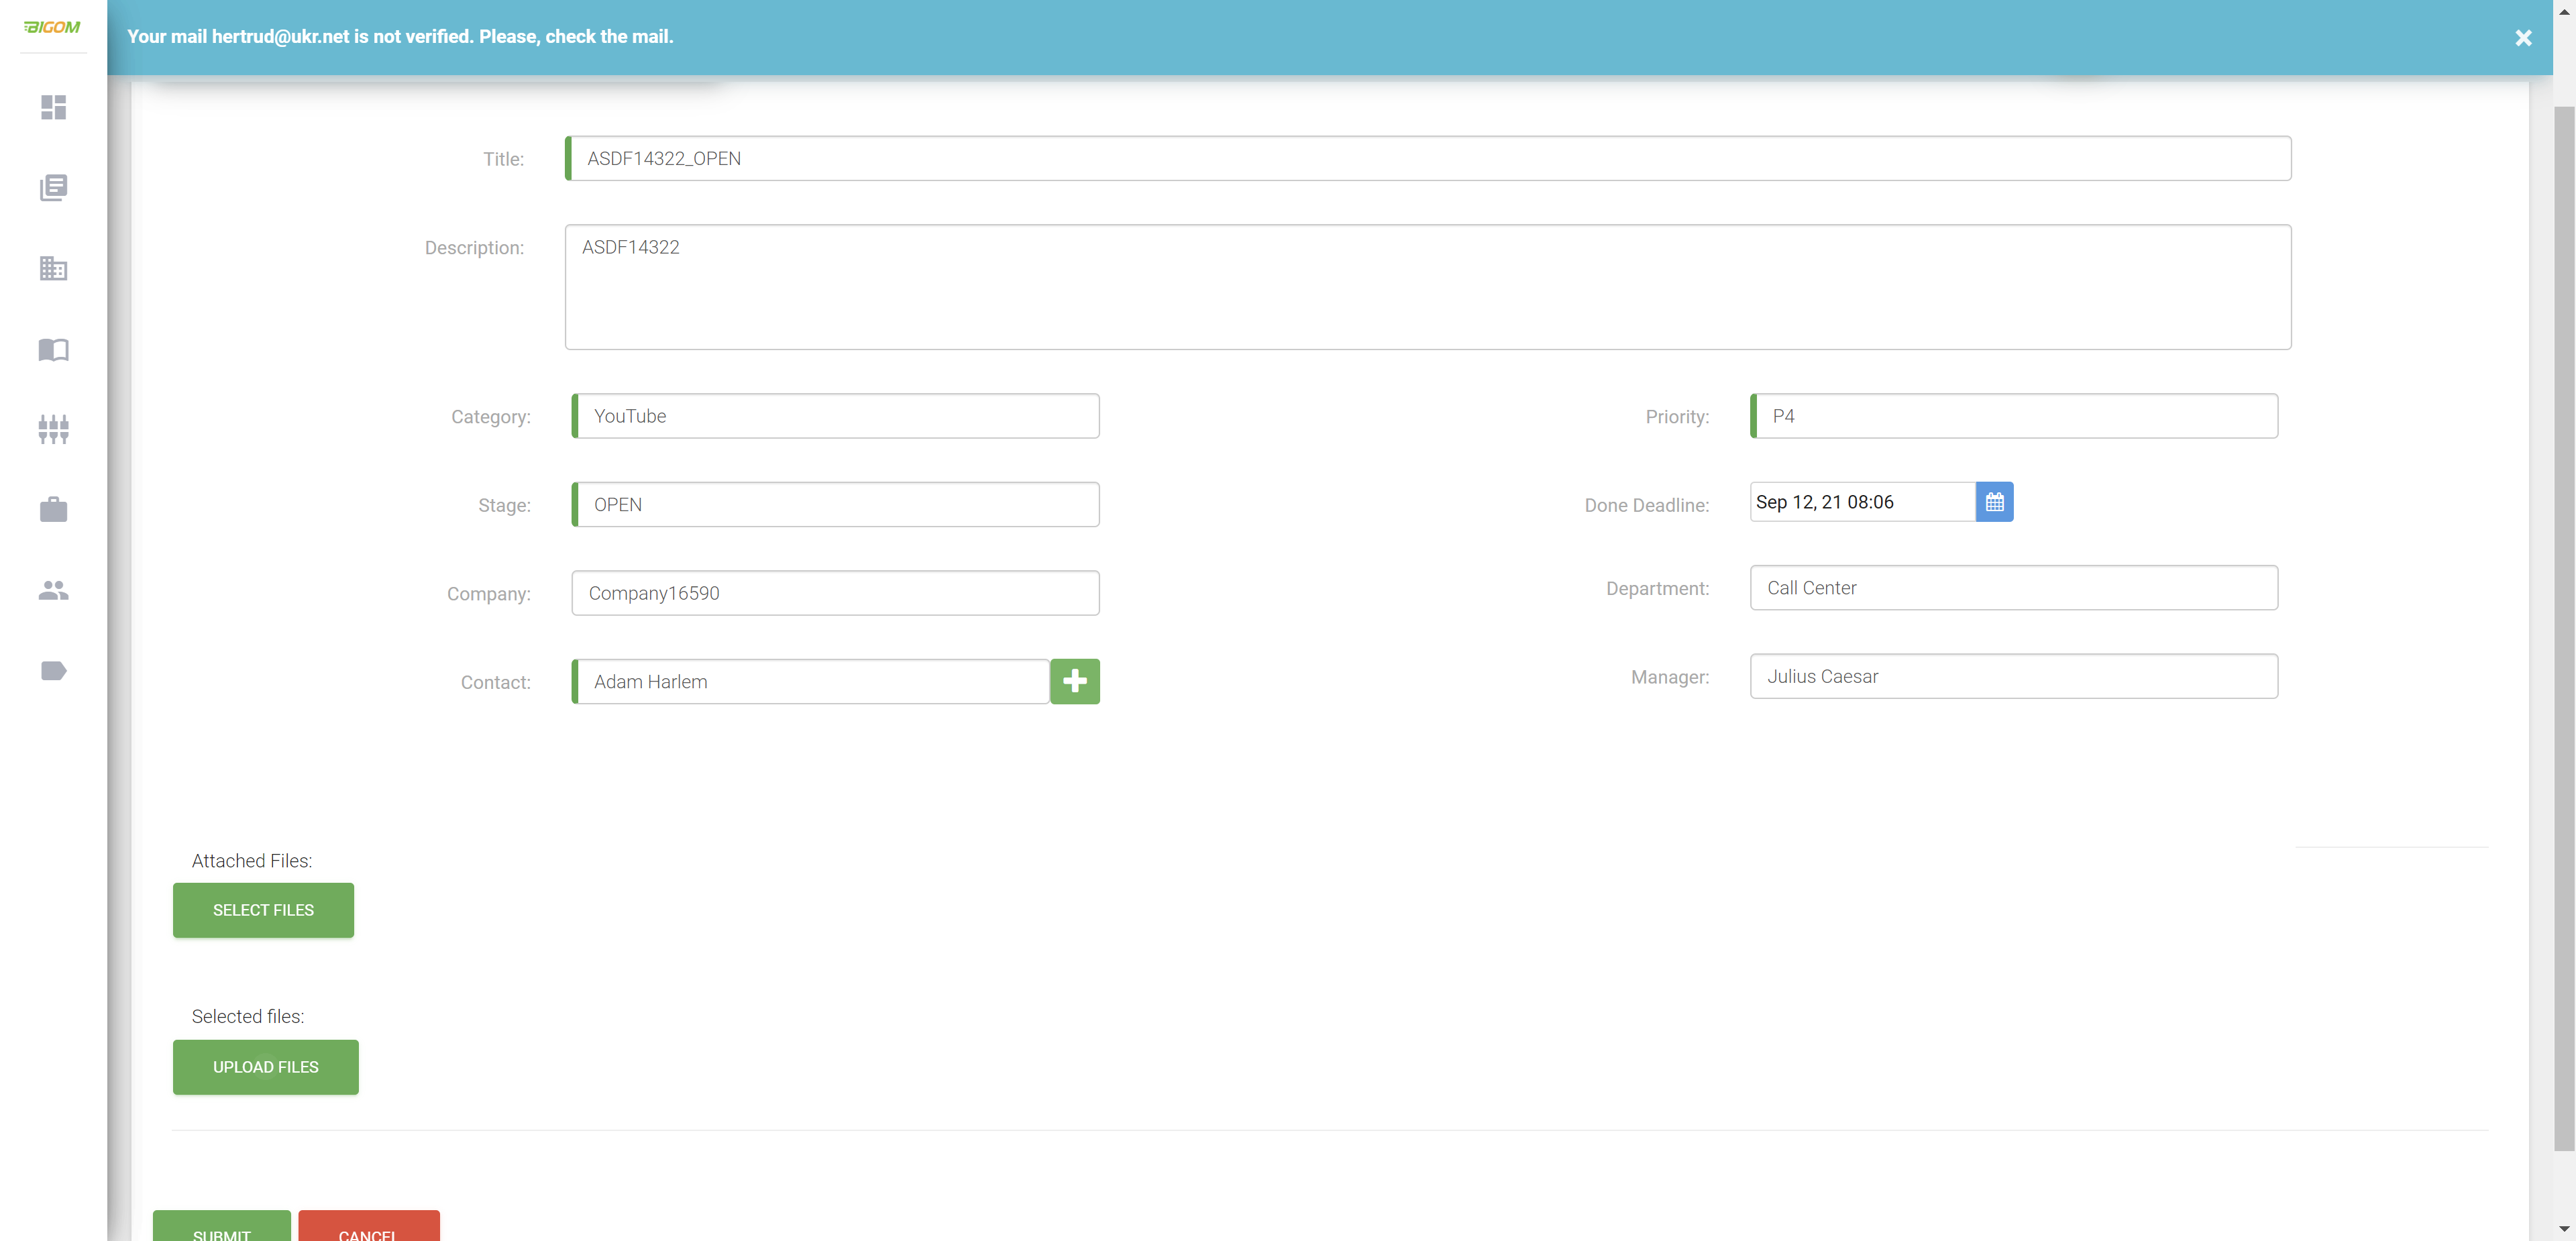 BIGOM
Your mail hertrud@ukr.net is not verified. Please, check the mail.
Title: ASDF14322_OPEN
Description: ASDF14322
Category: YouTube
Priority: P4
Stage: OPEN
Done Deadline: Sep 12, 21 08:06
Company: Company16590
Department: Call Center
Contact: Adam Harlem
Manager: Julius Caesar
Attached Files:
SELECT FILES
Selected files:
UPLOAD FILES
SUBMIT CANCEL